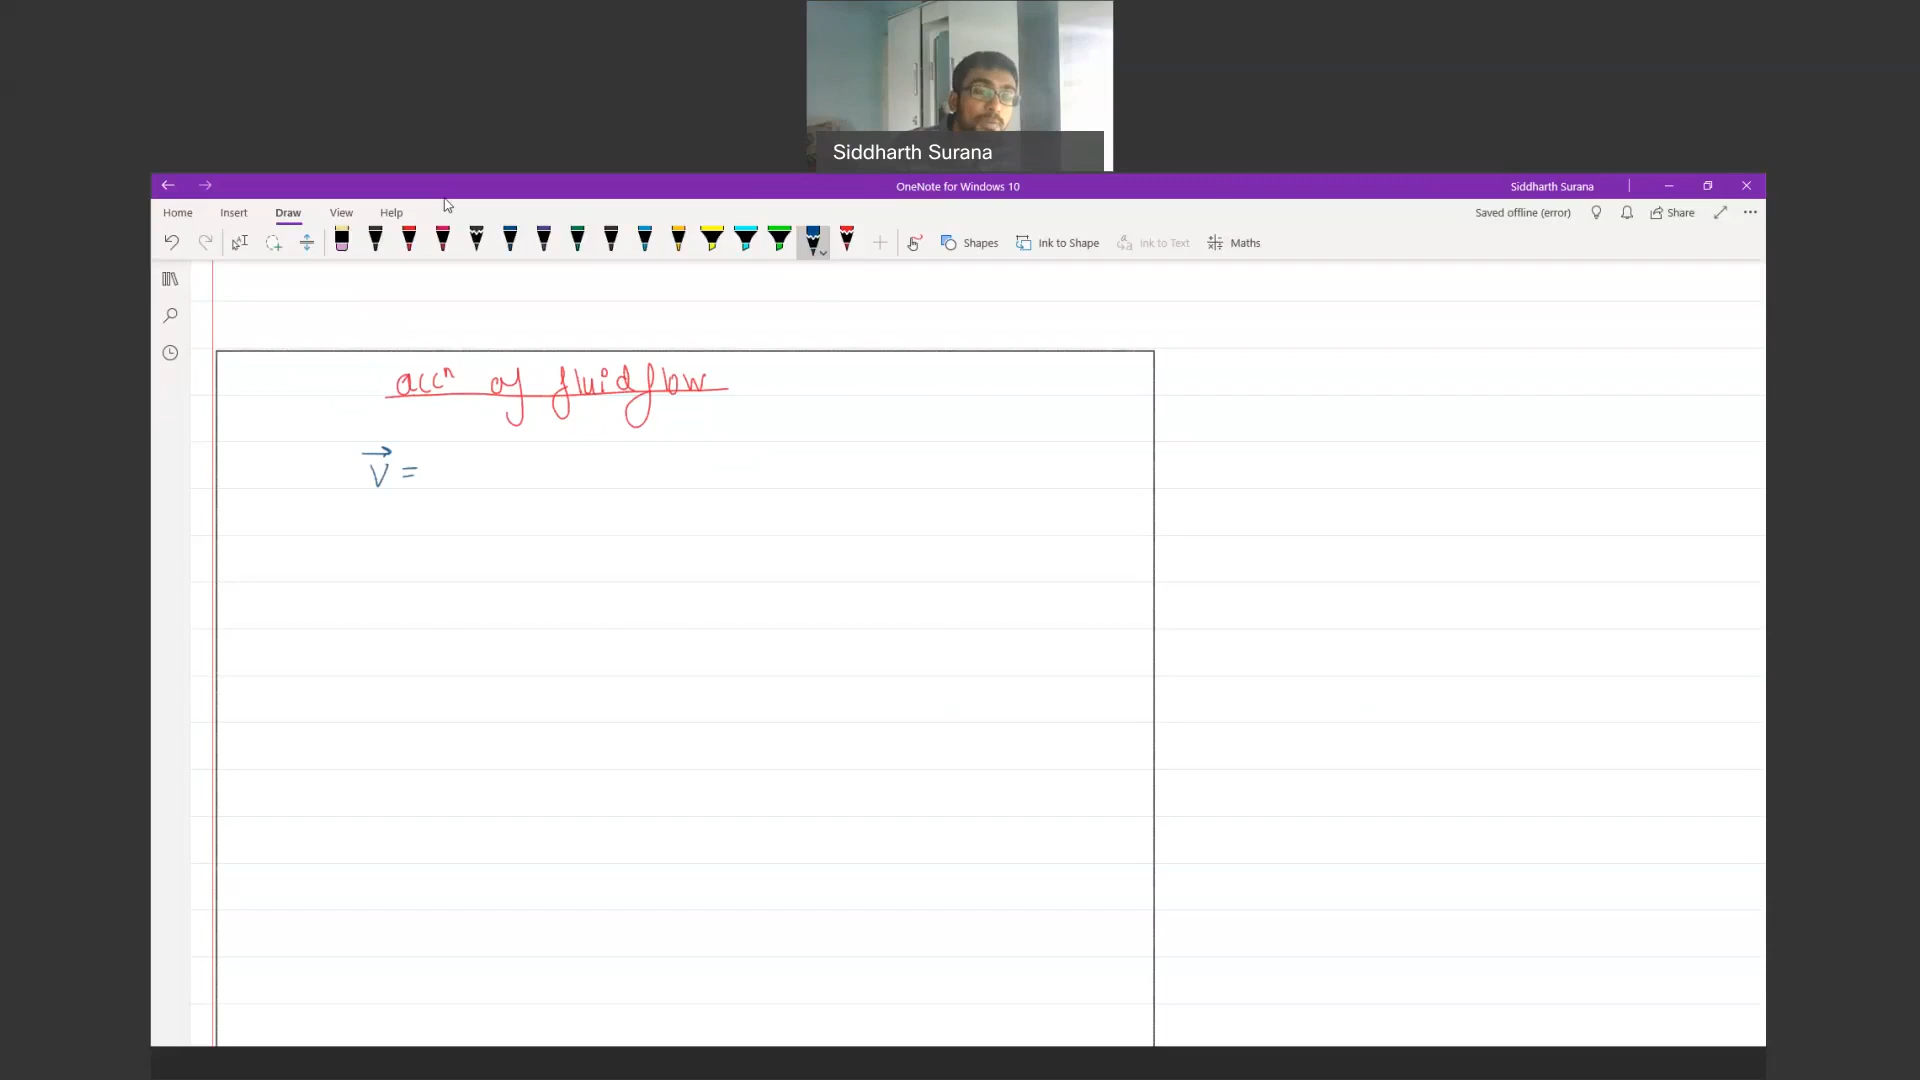 Siddharth Surana
OneNote for Windows 10
Siddharth Surana
Home Insert Draw View Help
Saved offline (error) Share
Shapes Ink to Shape Ink to Text Maths
accⁿ of fluid flow
V⃗ =